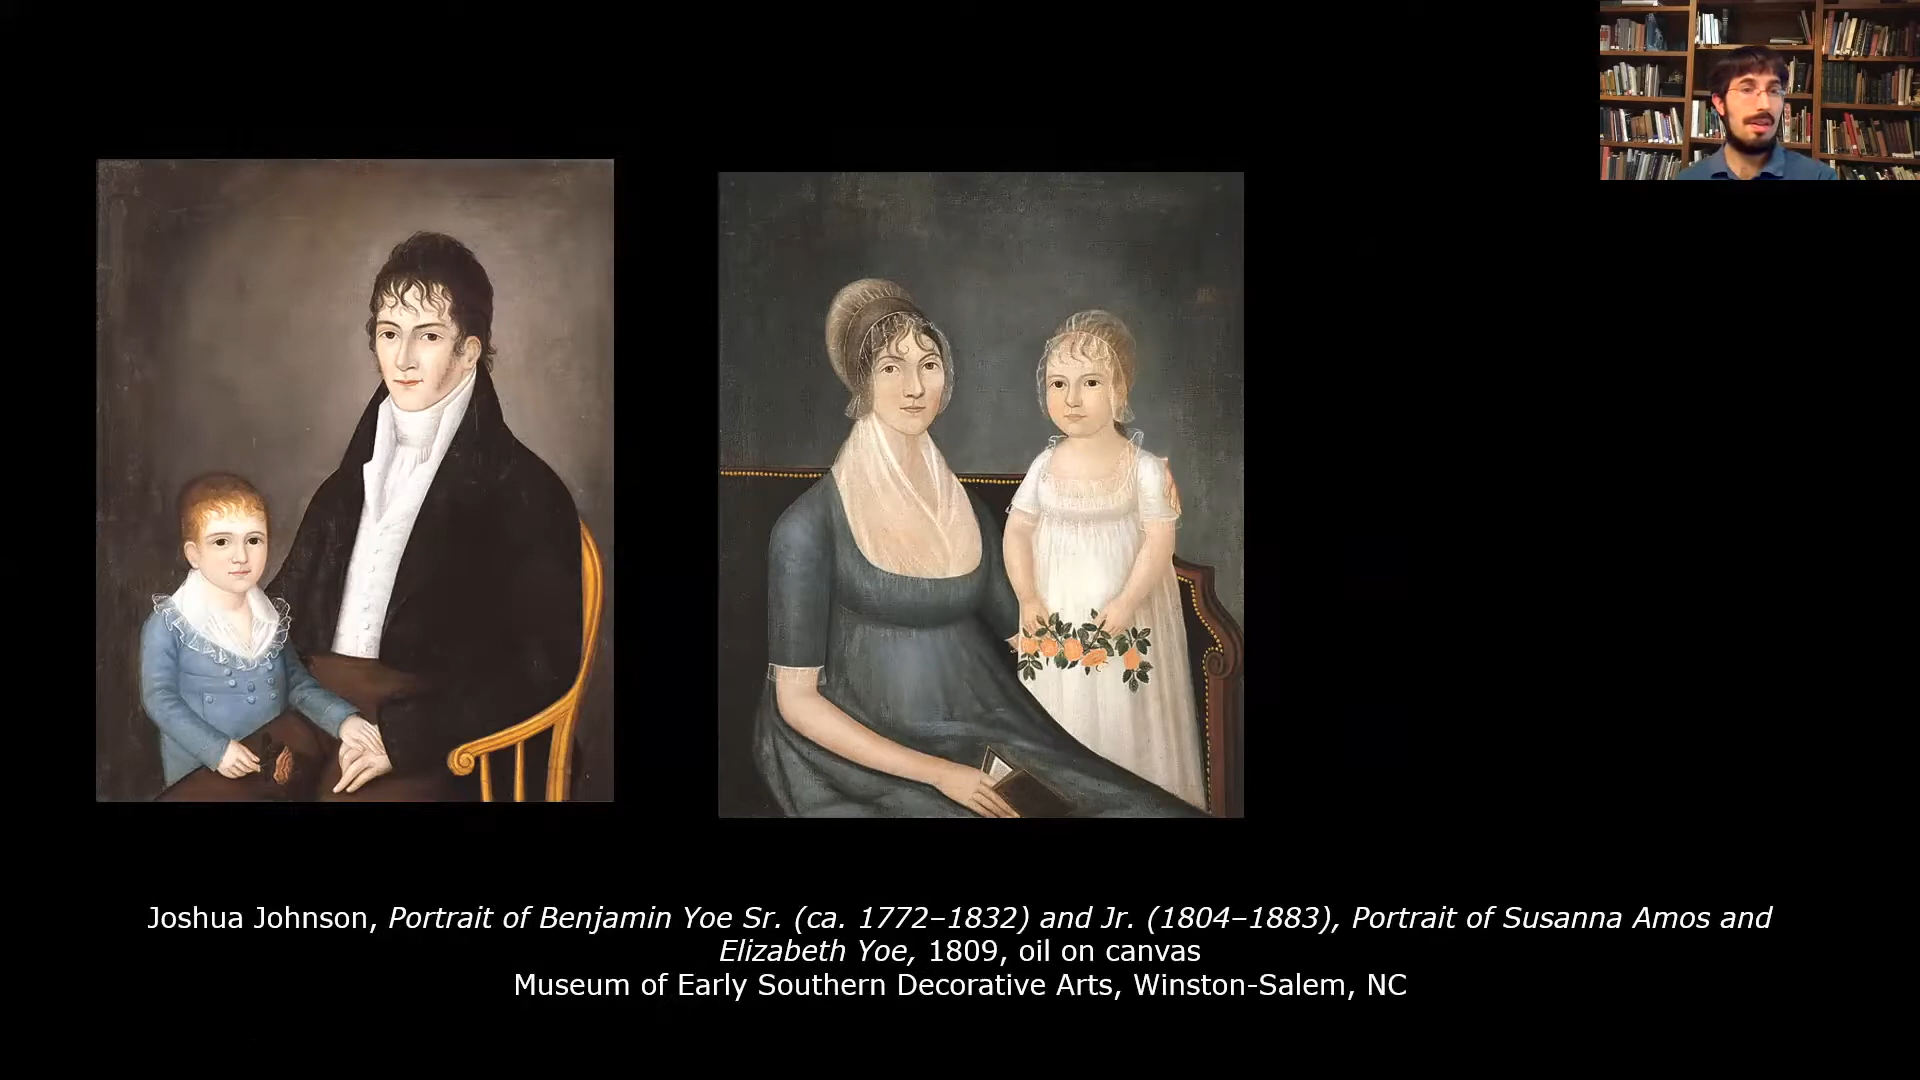 Joshua Johnson, Portrait of Benjamin Yoe Sr. (ca. 1772–1832) and Jr. (1804–1883), Portrait of Susanna Amos and
Elizabeth Yoe, 1809, oil on canvas
Museum of Early Southern Decorative Arts, Winston-Salem, NC